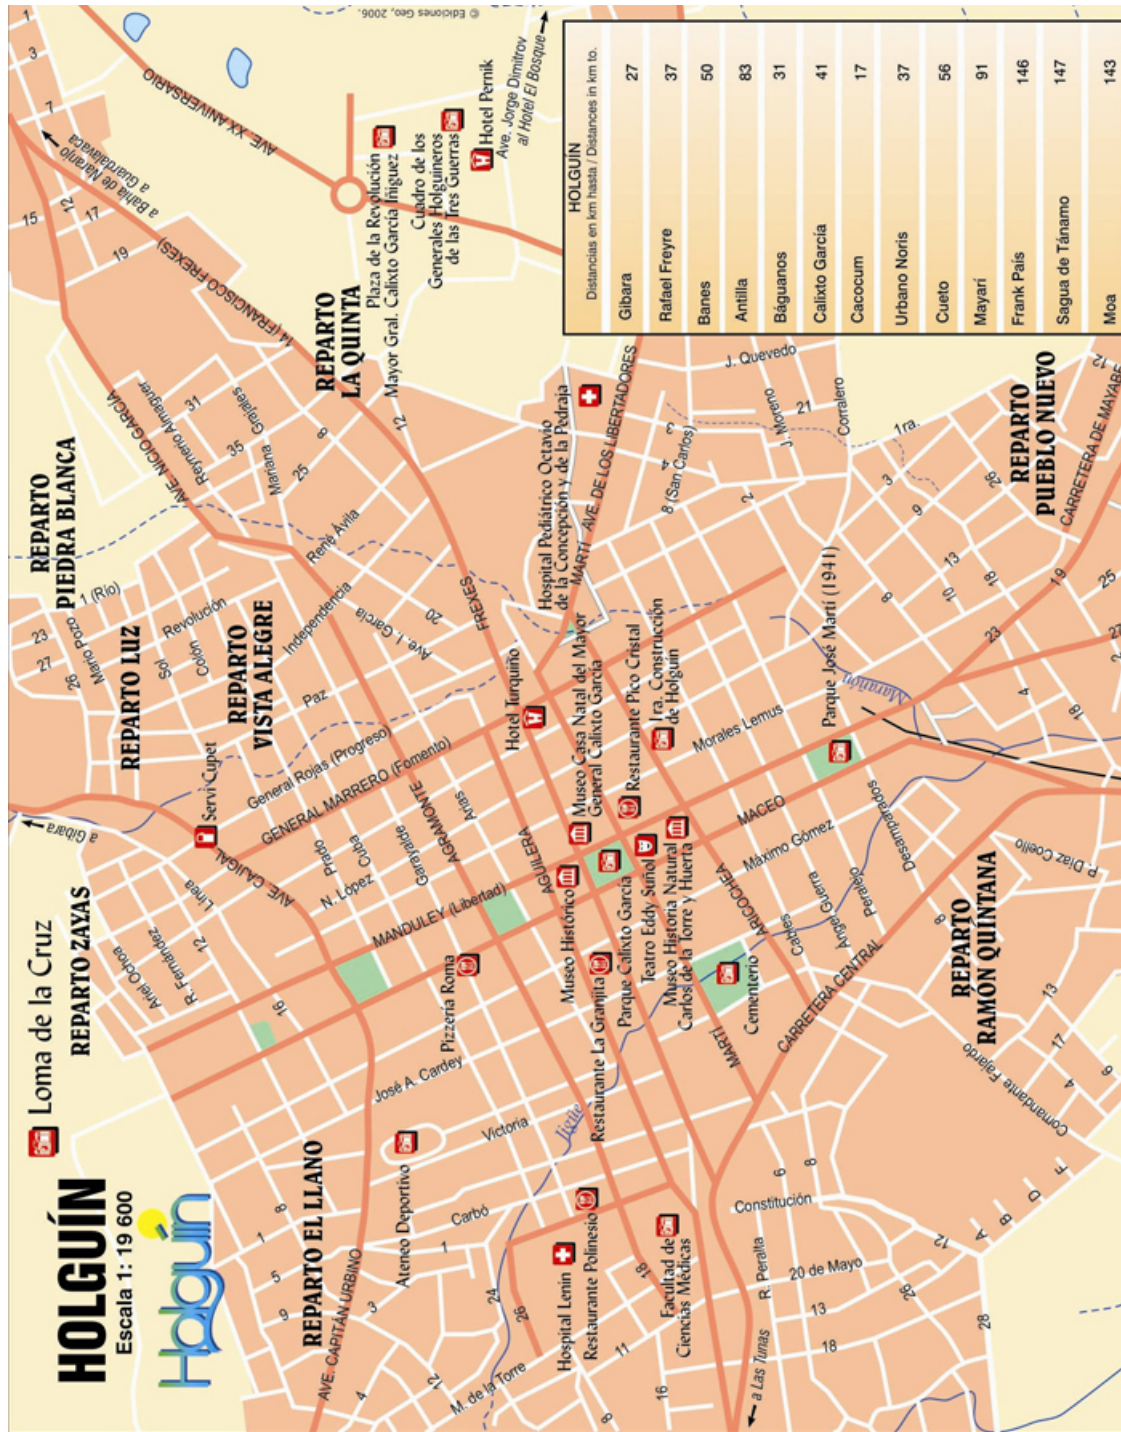 HOLGUÍN
Escala 1: 19 600
Holguín
Loma de la Cruz
REPARTO ZAYAS
a Gibara
REPARTO LUZ
REPARTO
PIEDRA BLANCA
REPARTO
VISTA ALEGRE
REPARTO
LA QUINTA
REPARTO EL LLANO
REPARTO
PUEBLO NUEVO
REPARTO
RAMÓN QUINTANA
© Ediciones Geo, 2006.
a Bahía de Naranjo
a Guardalavaca
AVE. XX ANIVERSARIO
14 (FRANCISCO FREXES)
AVE. NICIO GARCÍA
Reynerio Almaguer
Mariana Grajales
Plaza de la Revolución
Mayor Gral. Calixto García Iñiguez
Cuadro de los
Generales Holguineros
de las Tres Guerras
Hotel Pernik
Ave. Jorge Dimitrov
al Hotel El Bosque
Mario Pozo
1 (Río)
Sol
Revolución
Colón
Independencia
René Ávila
Ave. J. García
Paz
General Rojas (Progreso)
GENERAL MARRERO (Fomento)
Servi Cupet
AVE. CAJIGAL
Línea
Ariel Ochoa
R. Fernández
Prado
Cuba
N. López
Garayalde
AGRAMONTE
Arias
FREXES
AGUILERA
MANDULEY (Libertad)
Hotel Turquino
Hospital Pediátrico Octavio
de la Concepción y de la Pedraja
MARTÍ
AVE. DE LOS LIBERTADORES
8 (San Carlos)
J. Quevedo
J. Moreno
Corralero
1ra.
CARRETERA DE MAYABE
Museo Casa Natal del Mayor
General Calixto García
Restaurante Pico Cristal
1ra. Construcción
de Holguín
Morales Lemus
Parque José Martí (1941)
Marañón
Pizzería Roma
Museo Histórico
Restaurante La Granjita
Parque Calixto García
Teatro Eddy Suñol
Museo Historia Natural
Carlos de la Torre y Huerta
MACEO
Máximo Gómez
ARICOCHEA
Cables
Ángel Guerra
Peralejo
Desamparados
P. Díaz Coello
Cementerio
MARTÍ
CARRETERA CENTRAL
Comandante Fajardo
José A. Cardey
Victoria
Jigüe
Ateneo Deportivo
Carbó
AVE. CAPITÁN URBINO
M. de la Torre
Hospital Lenin
Restaurante Polinesio
Facultad de
Ciencias Médicas
Constitución
R. Peralta
20 de Mayo
a Las Tunas
A
B
D
F
HOLGUÍN
Distancias en km hasta / Distances in km to.
Gibara 27
Rafael Freyre 37
Banes 50
Antilla 83
Báguanos 31
Calixto García 41
Cacocum 17
Urbano Noris 37
Cueto 56
Mayarí 91
Frank País 146
Sagua de Tánamo 147
Moa 143